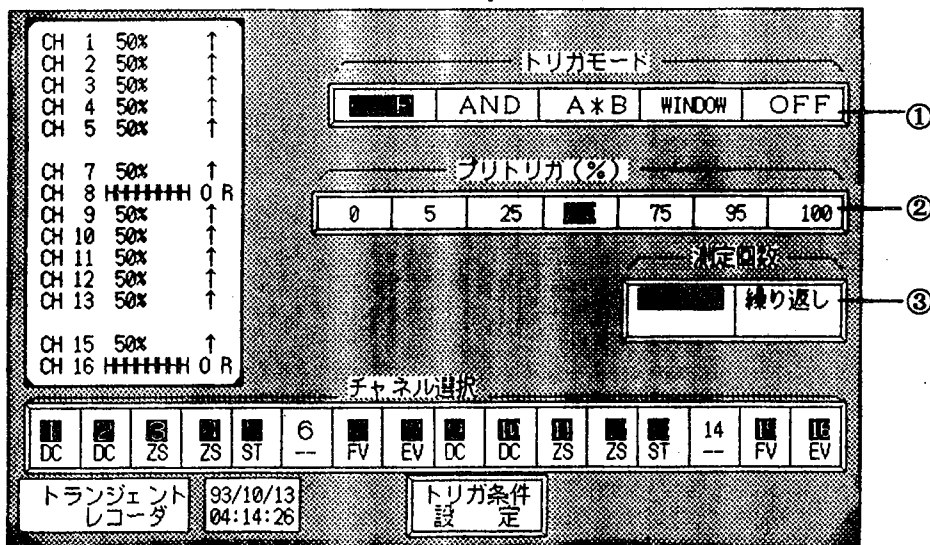 CH 1 50% ↑
CH 2 50% ↑
CH 3 50% ↑
CH 4 50% ↑
CH 5 50% ↑
CH 7 50% ↑
CH 8 HHHHHHH O R
CH 9 50% ↑
CH 10 50% ↑
CH 11 50% ↑
CH 12 50% ↑
CH 13 50% ↑
CH 15 50% ↑
CH 16 HHHHHHH O R
トリガモード
AND A*B WINDOW OFF ①
プリトリガ(%)
0 5 25 75 95 100 ②
測定回数
繰り返し ③
チャネル選択
1 2 3 6 10 14 16
DC DC ZS ZS ST -- FV EV DC DC ZS ZS ST -- FV EV
トランジェント
レコーダ
93/10/13
04:14:26
トリガ条件
設 定